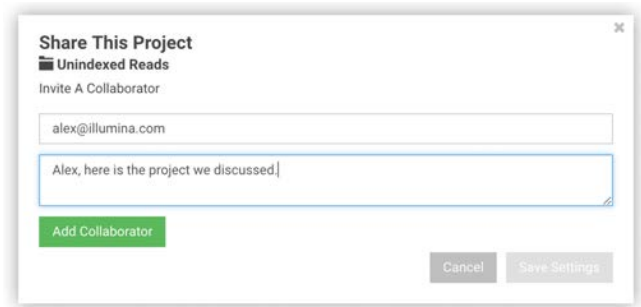 Share This Project
Unindexed Reads
Invite A Collaborator
alex@illumina.com
Alex, here is the project we discussed.
Add Collaborator
Cancel
Save Settings